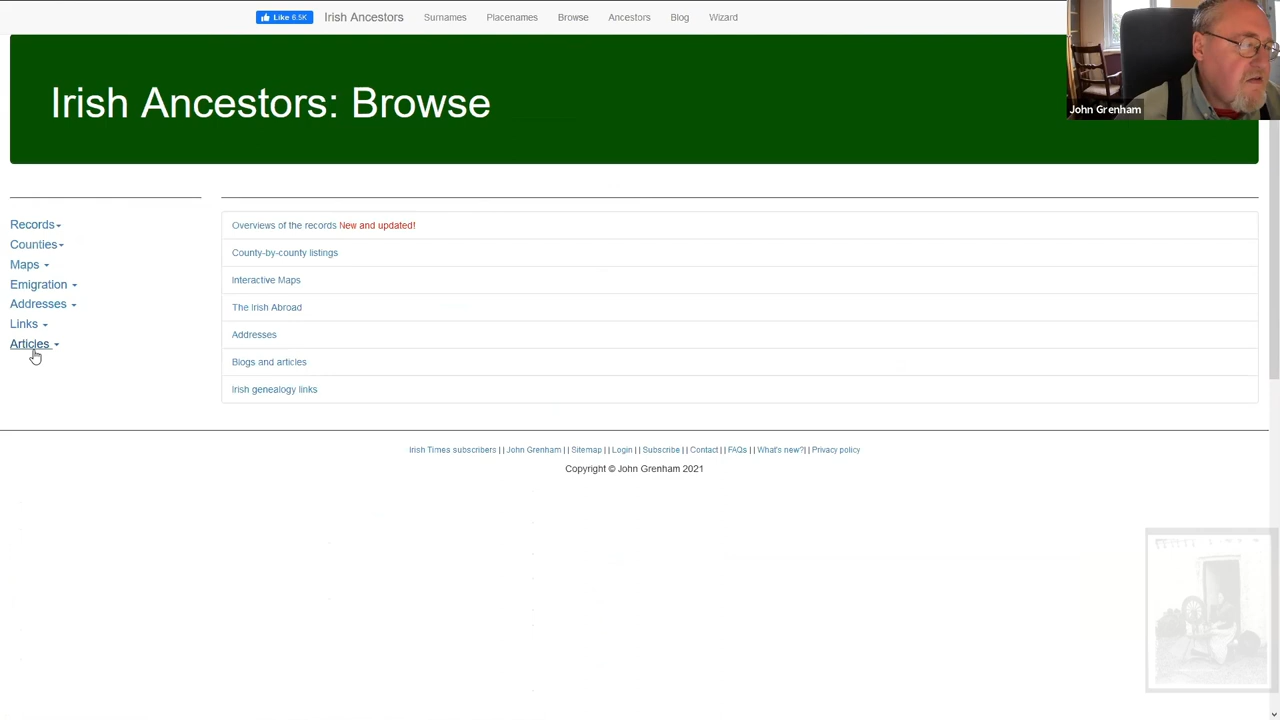 Like 6.5K Irish Ancestors Surnames Placenames Browse Ancestors Blog Wizard
John Grenham
Irish Ancestors: Browse
Records
Counties
Maps
Emigration
Addresses
Links
Articles
Overviews of the records New and updated!
County-by-county listings
Interactive Maps
The Irish Abroad
Addresses
Blogs and articles
Irish genealogy links
Irish Times subscribers | | John Grenham | | Sitemap | | Login | | Subscribe | | Contact | | FAQs | | What's new?| | Privacy policy
Copyright © John Grenham 2021